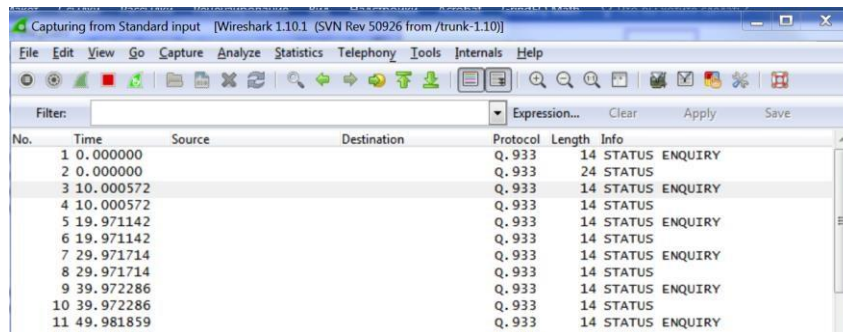 Capturing from Standard input [Wireshark 1.10.1 (SVN Rev 50926 from /trunk-1.10)]
File Edit View Go Capture Analyze Statistics Telephony Tools Internals Help
Filter: Expression... Clear Apply Save
No. Time Source Destination Protocol Length Info
1 0.000000 Q.933 14 STATUS ENQUIRY
2 0.000000 Q.933 24 STATUS
3 10.000572 Q.933 14 STATUS ENQUIRY
4 10.000572 Q.933 14 STATUS
5 19.971142 Q.933 14 STATUS ENQUIRY
6 19.971142 Q.933 14 STATUS
7 29.971714 Q.933 14 STATUS ENQUIRY
8 29.971714 Q.933 14 STATUS
9 39.972286 Q.933 14 STATUS ENQUIRY
10 39.972286 Q.933 14 STATUS
11 49.981859 Q.933 14 STATUS ENQUIRY